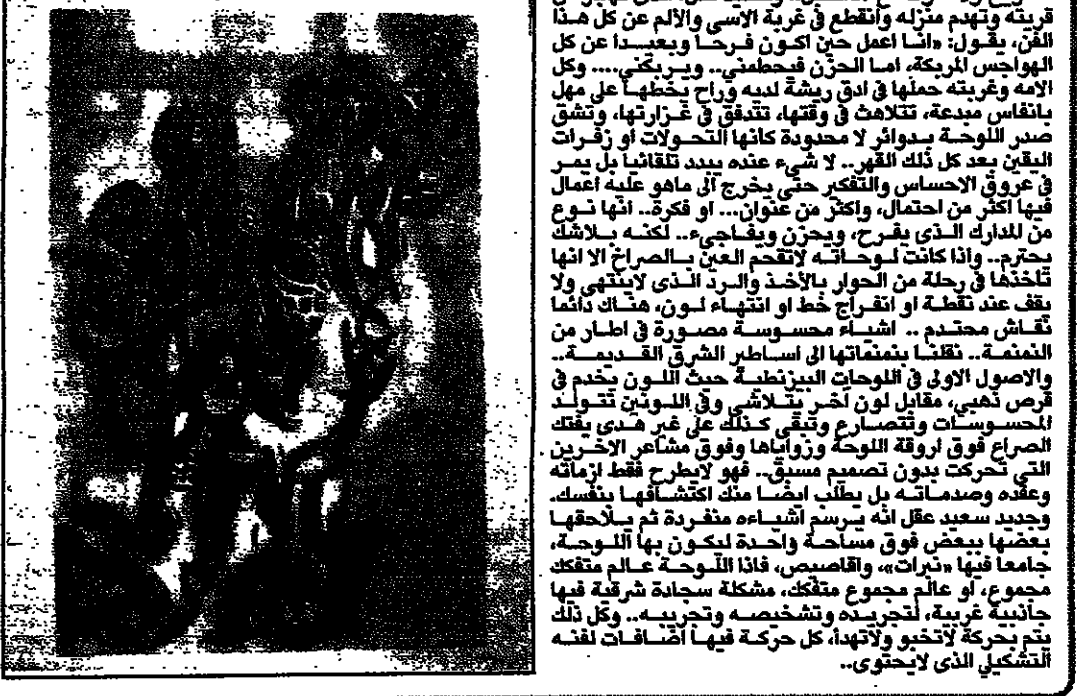 قريته وتهدم منزله وانقطع في غربة الاسى والالم عن كل هذا
الفن، يقول: «انا اعمل حين اكون فرحا وبعيدا عن كل
الهواجس المربكة، اما الحزن فيحطمني.. ويربكني.... وكل
الامه وغربته حملها في ادق ريشة لديه وراح يخطها على مهل
بانفاس مبدعة، تتلاهث في وقتها، تتدفق في غزارتها، وتشق
صدر اللوحة بدوائر لا محدودة كانها التحولات او زفرات
اليقين بعد كل ذلك القهر.. لا شيء عنده يبدد تلقائيا بل يمر
في عروق الاحساس والتفكير حتى يخرج الى ماهو عليه اعمال
فيها اكثر من احتمال، واكثر من عنوان... او فكرة.. انها نوع
من المدارك الذي يفرح، ويحزن ويفاجيء.. لكنه بلاشك
يحترم.. واذا كانت لوحاته لاتقحم العين بالصراخ الا انها
تاخذها في رحلة من الحوار بالأخذ والرد الذي لاينتهي ولا
يقف عند نقطة او انفراج خط او انتهاء لون، هناك دائما
نقاش محتدم .. اشياء محسوسة مصورة في اطار من
النمنمة.. نقلنا بنمنماتها الى اساطير الشرق القديمة..
والاصول الاولى في اللوحات البيزنطية حيث اللون يخدم في
قرص ذهبي، مقابل لون آخر يتلاشى وفي اللونين تتولد
المحسوسات وتتصارع وتبقى كذلك على غير هدى يفتك
الصراع فوق اروقة اللوحة وزواياها وفوق مشاعر الاخرين
التي تحركت بدون تصميم مسبق.. فهو لايطرح فقط ازماته
وعقده وصدماته بل يطلب ايضا منك اكتشافها بنفسك.
وجديد سعيد عقل انه يرسم اشياءه منفردة ثم يلاحقها
بعضها ببعض فوق مساحة واحدة ليكون بها اللوحة،
جامعا فيها «نبرات»، واقاصيص، فاذا اللوحة عالم متفكك
مجموع، او عالم مجموع متفكك، مشكلة سجادة شرقية فيها
جاذبية غريبة، لتجريده وتشخيصه وتجريبه.. وكل ذلك
يتم بحركة لاتخبو ولاتهدأ، كل حركة فيها اضافات لفنه
التشكيلي الذي لايحتوى..